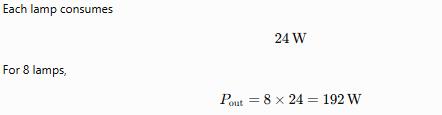 Each lamp consumes
24 W
For 8 lamps,
P_out = 8 × 24 = 192 W